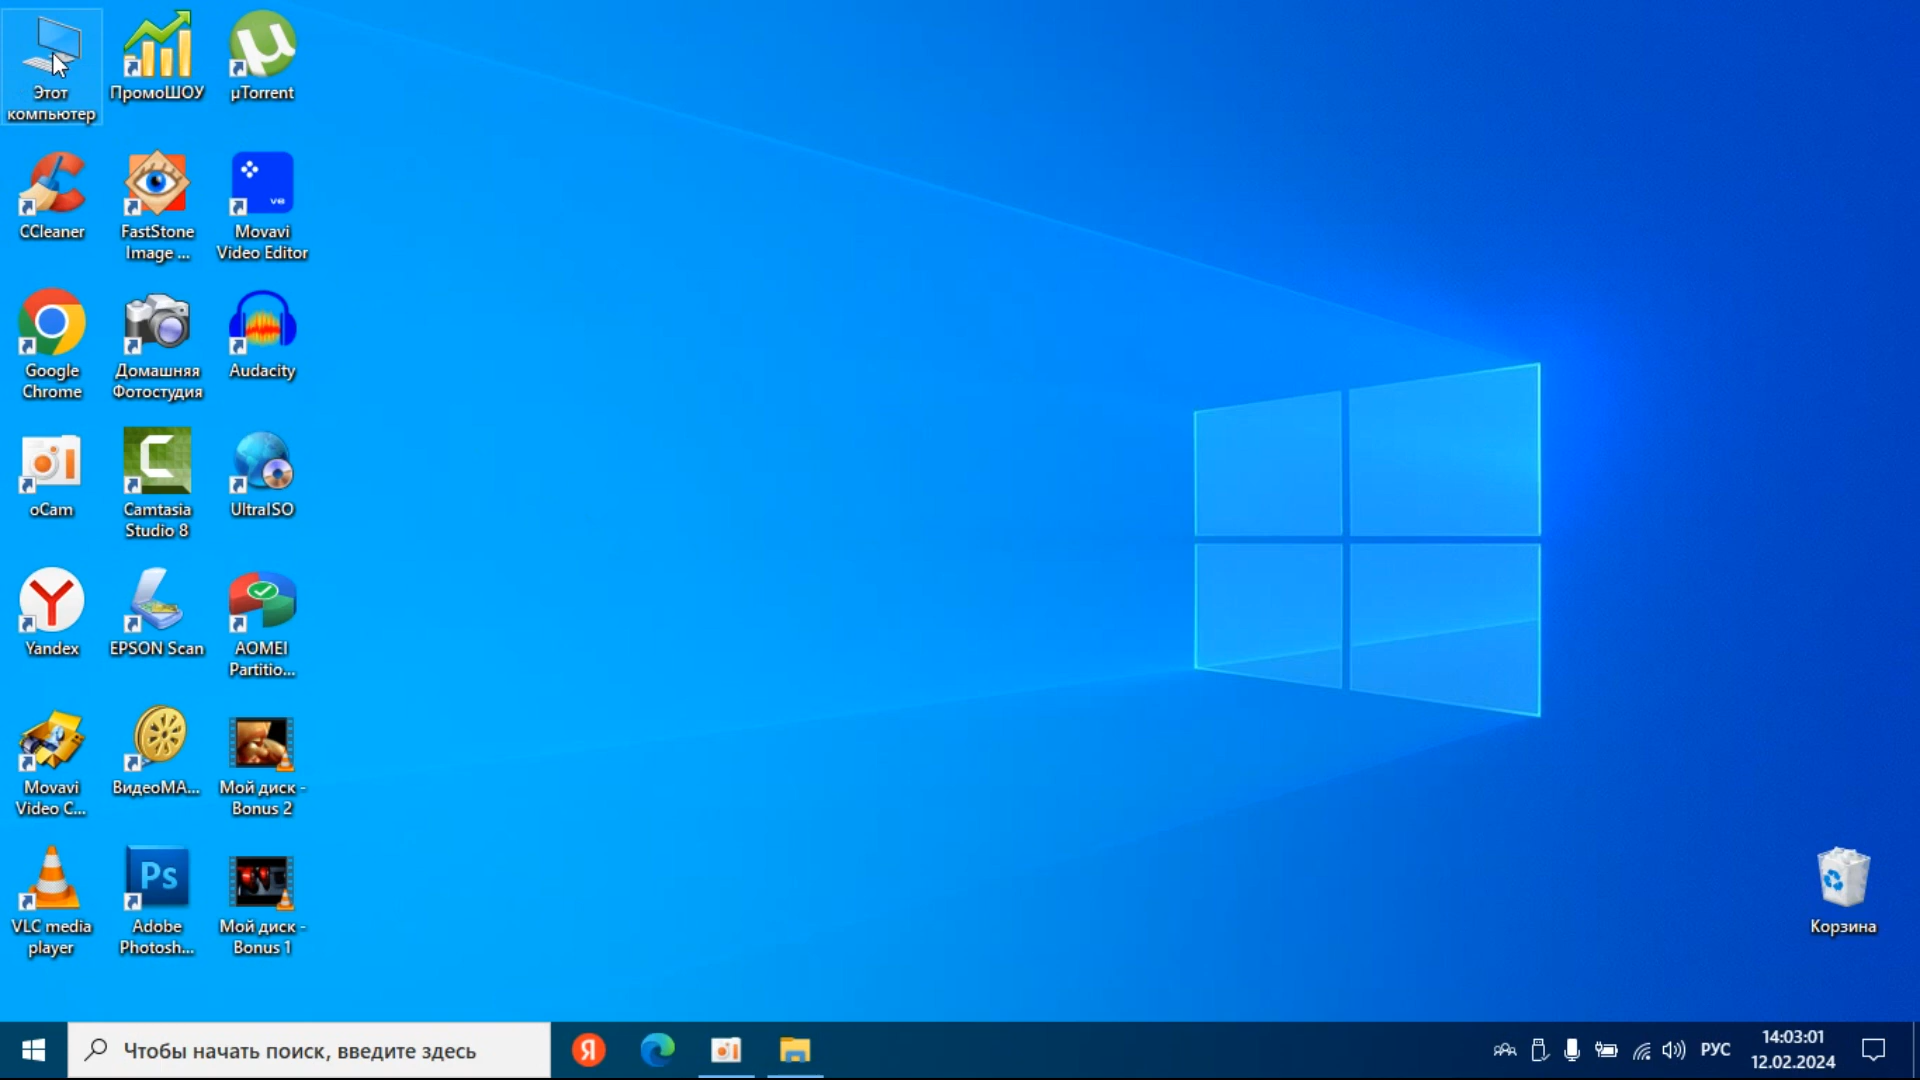 Этот
компьютер
ПромоШОУ
µTorrent
CCleaner
FastStone
Image ...
ve
Movavi
Video Editor
Google
Chrome
Домашняя
Фотостудия
Audacity
oCam
Camtasia
Studio 8
UltraISO
Yandex
EPSON Scan
AOMEI
Partitio...
Movavi
Video C...
ВидеоМА...
Мой диск -
Bonus 2
VLC media
player
Ps
Adobe
Photosh...
Мой диск -
Bonus 1
Корзина
Чтобы начать поиск, введите здесь
Я
РУС
14:03:01
12.02.2024